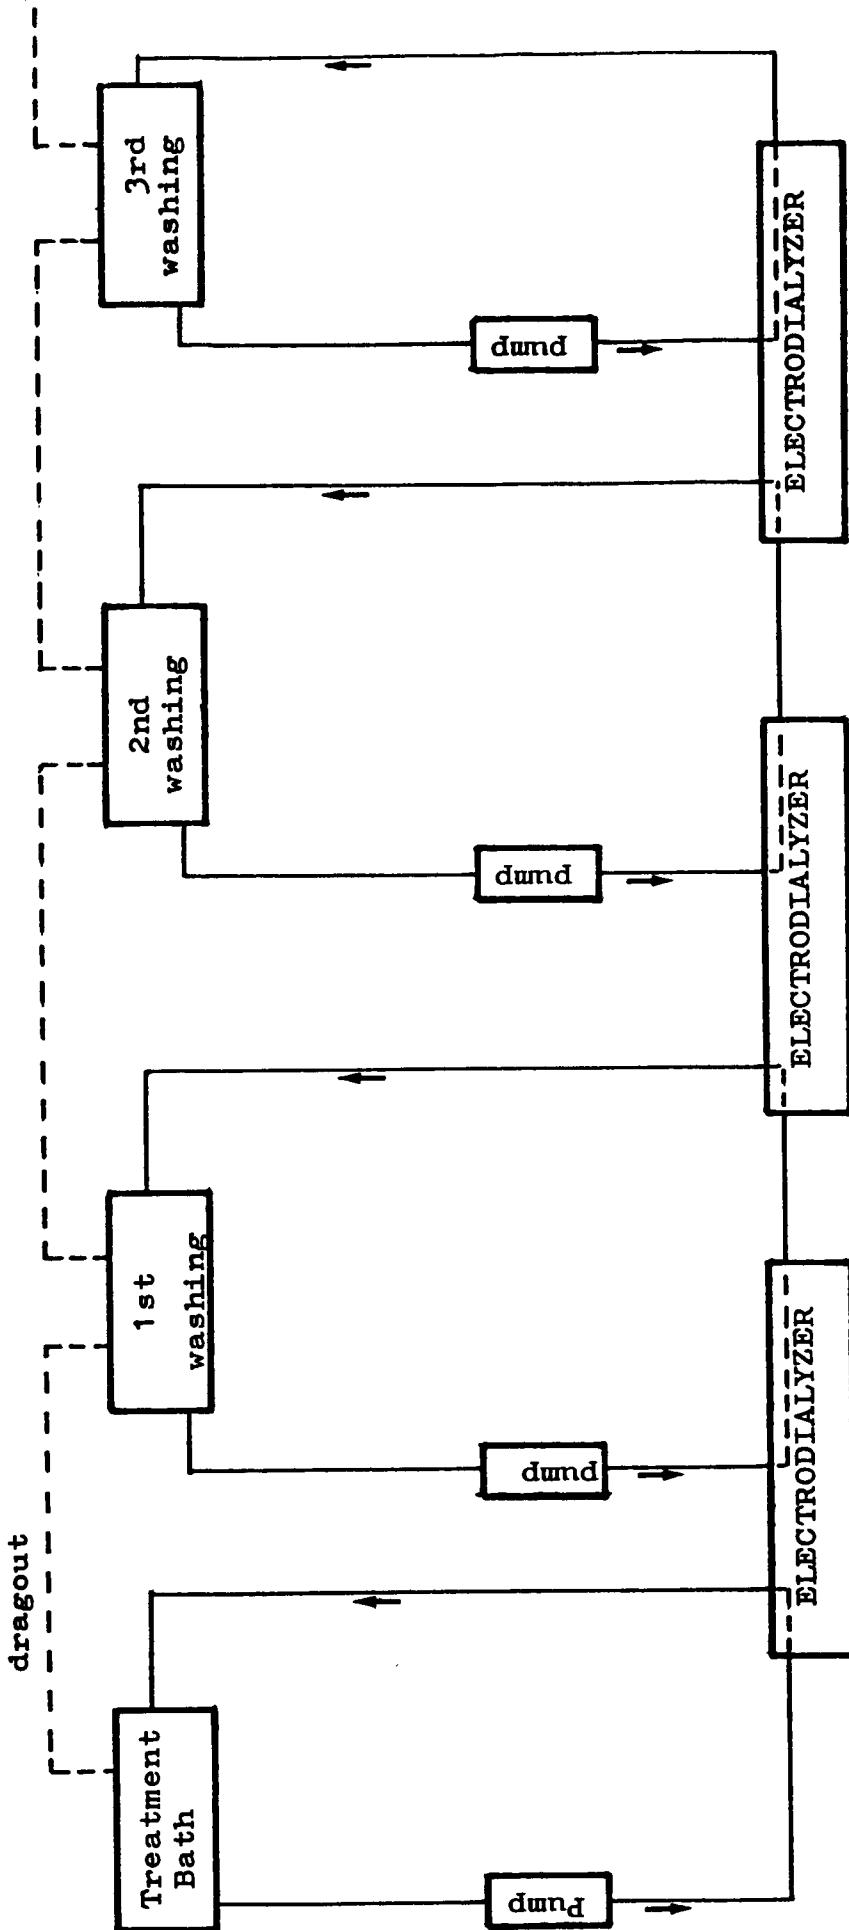 dragout
Treatment
Bath
1st
washing
2nd
washing
3rd
washing
Pump
pump
pump
pump
ELECTRODIALYZER
ELECTRODIALYZER
ELECTRODIALYZER